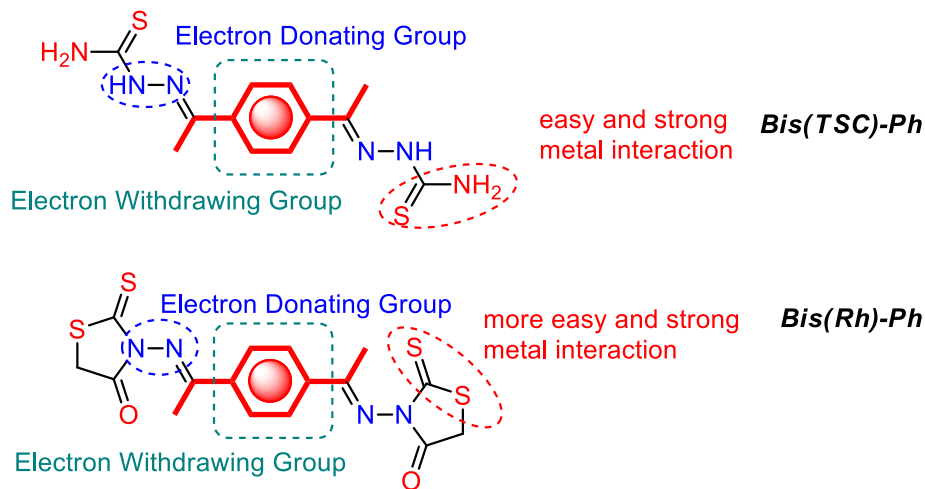 S
H₂N
HN
N
Electron Donating Group
N
NH
NH₂
S
easy and strong
metal interaction
Bis(TSC)-Ph
Electron Withdrawing Group
S
S
N
N
O
Electron Donating Group
N
N
S
S
O
more easy and strong
metal interaction
Bis(Rh)-Ph
Electron Withdrawing Group